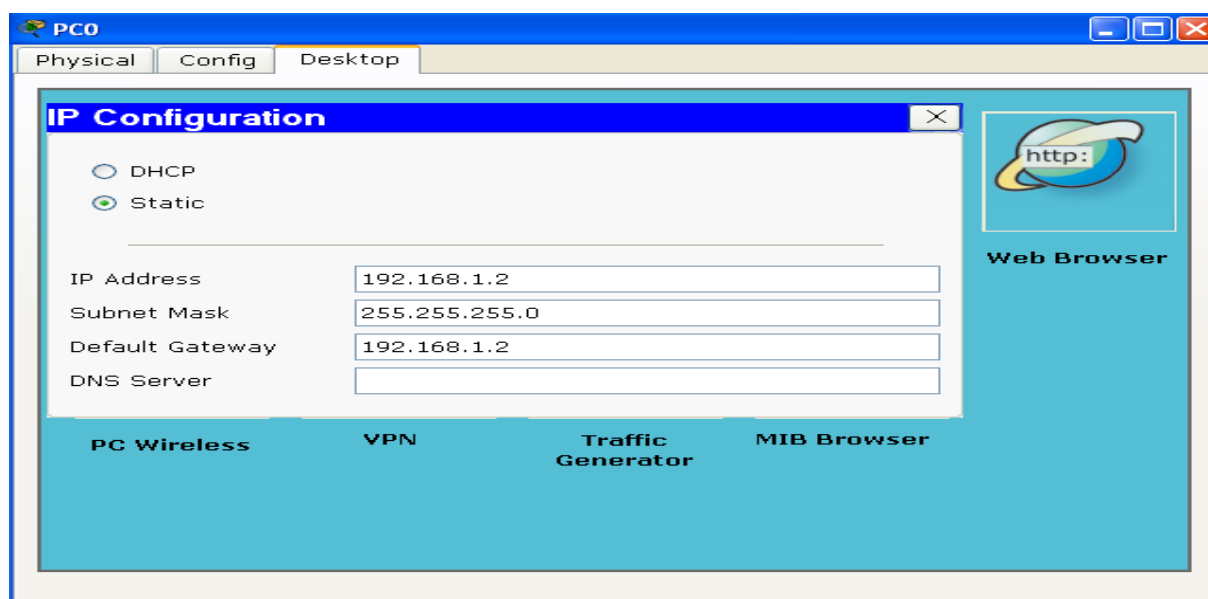 PC0
Physical Config Desktop
IP Configuration
http:
DHCP
Static
Web Browser
IP Address 192.168.1.2
Subnet Mask 255.255.255.0
Default Gateway 192.168.1.2
DNS Server
PC Wireless VPN Traffic Generator MIB Browser